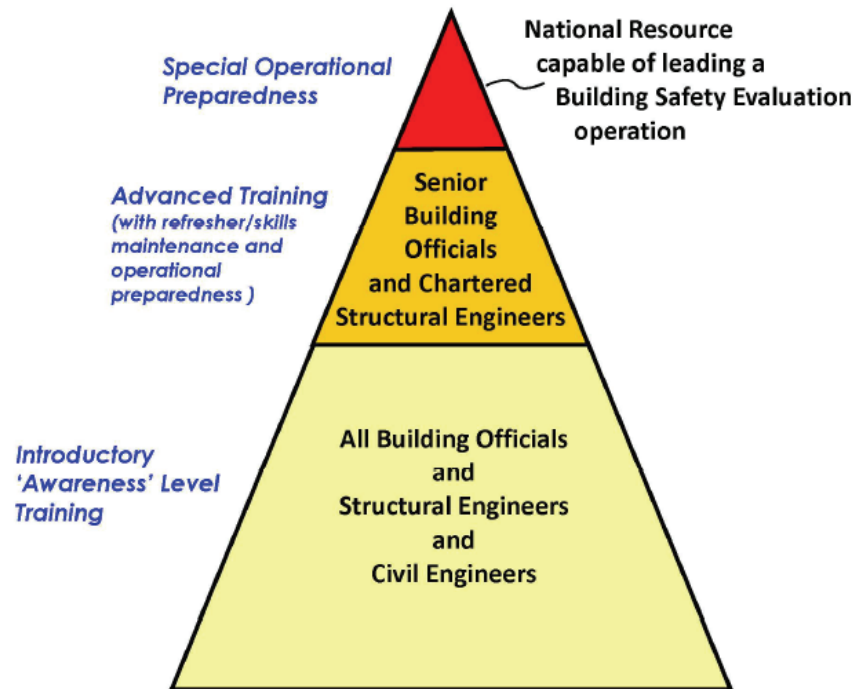 Special Operational
Preparedness
National Resource
capable of leading a
Building Safety Evaluation
operation
Advanced Training
(with refresher/skills
maintenance and
operational
preparedness )
Senior
Building
Officials
and Chartered
Structural Engineers
Introductory
‘Awareness’ Level
Training
All Building Officials
and
Structural Engineers
and
Civil Engineers